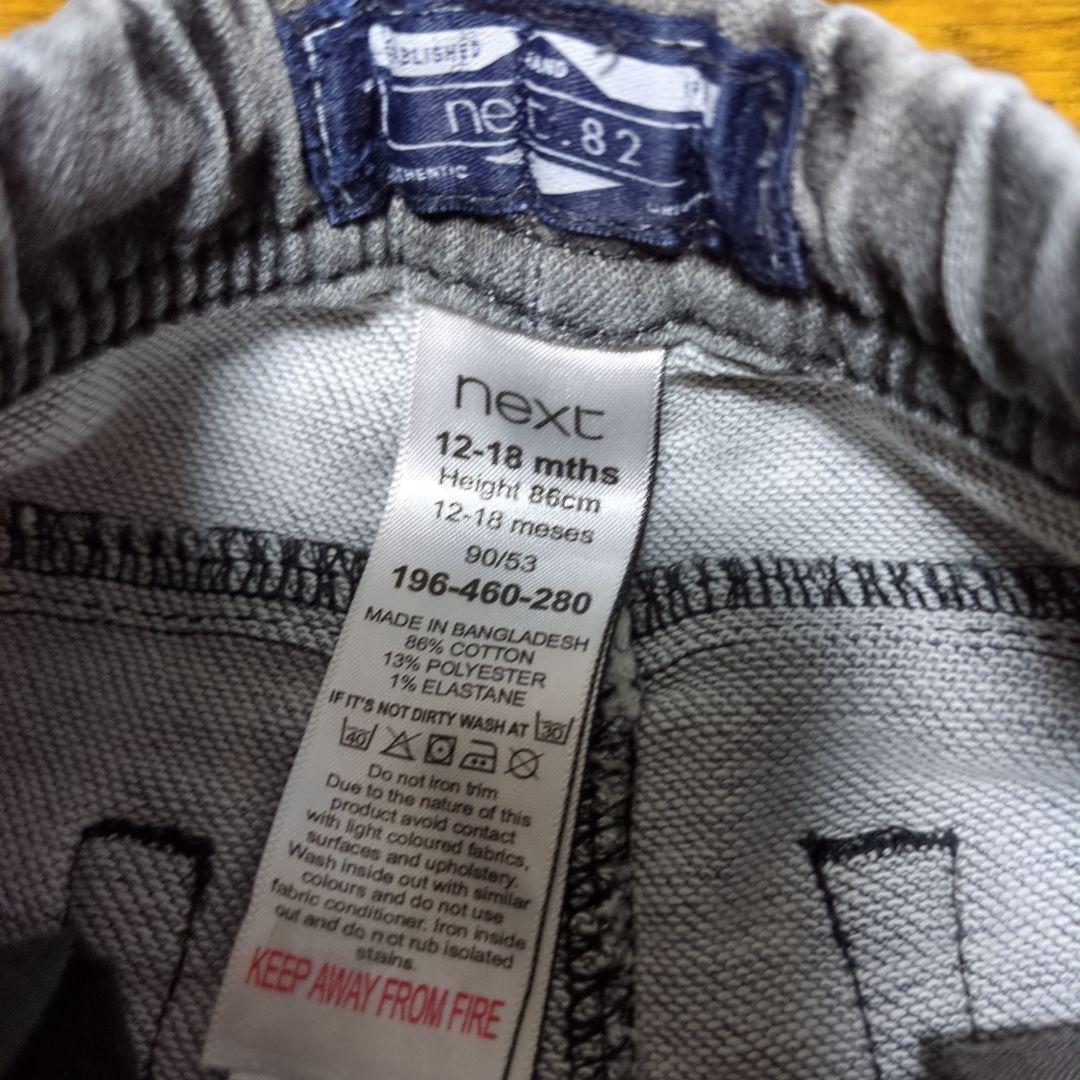 next
.82
next
12-18 mths
Height 86cm
12-18 meses
90/53
196-460-280
MADE IN BANGLADESH
86% COTTON
13% POLYESTER
1% ELASTANE
IF IT'S NOT DIRTY WASH AT 30
40
Do not iron trim
Due to the nature of this
product avoid contact
with light coloured fabrics,
surfaces and upholstery.
Wash inside out with similar
colours and do not use
fabric conditioner. Iron inside
out and do not rub isolated
stains.
KEEP AWAY FROM FIRE